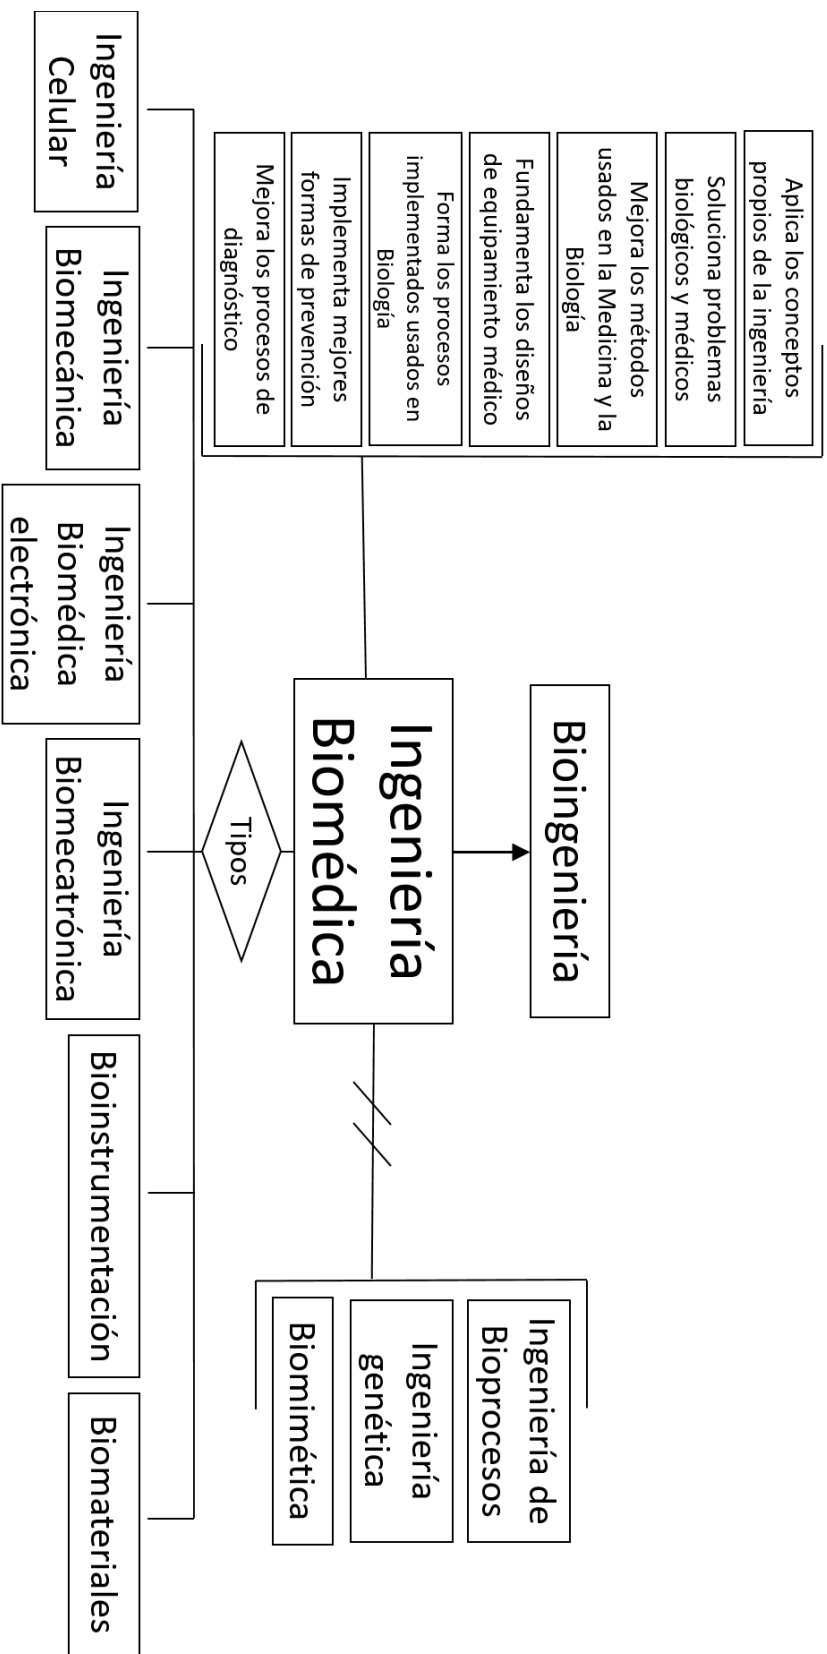 Bioingeniería
Aplica los conceptos
propios de la ingeniería
Soluciona problemas
biológicos y médicos
Mejora los métodos
usados en la Medicina y la
Biología
Fundamenta los diseños
de equipamiento médico
Forma los procesos
implementados usados en
Biología
Implementa mejores
formas de prevención
Mejora los procesos de
diagnóstico
Ingeniería
Biomédica
Ingeniería de
Bioprocesos
Ingeniería
genética
Biomimética
Tipos
Ingeniería
Celular
Ingeniería
Biomecánica
Ingeniería
Biomédica
electrónica
Ingeniería
Biomecatrónica
Bioinstrumentación
Biomateriales